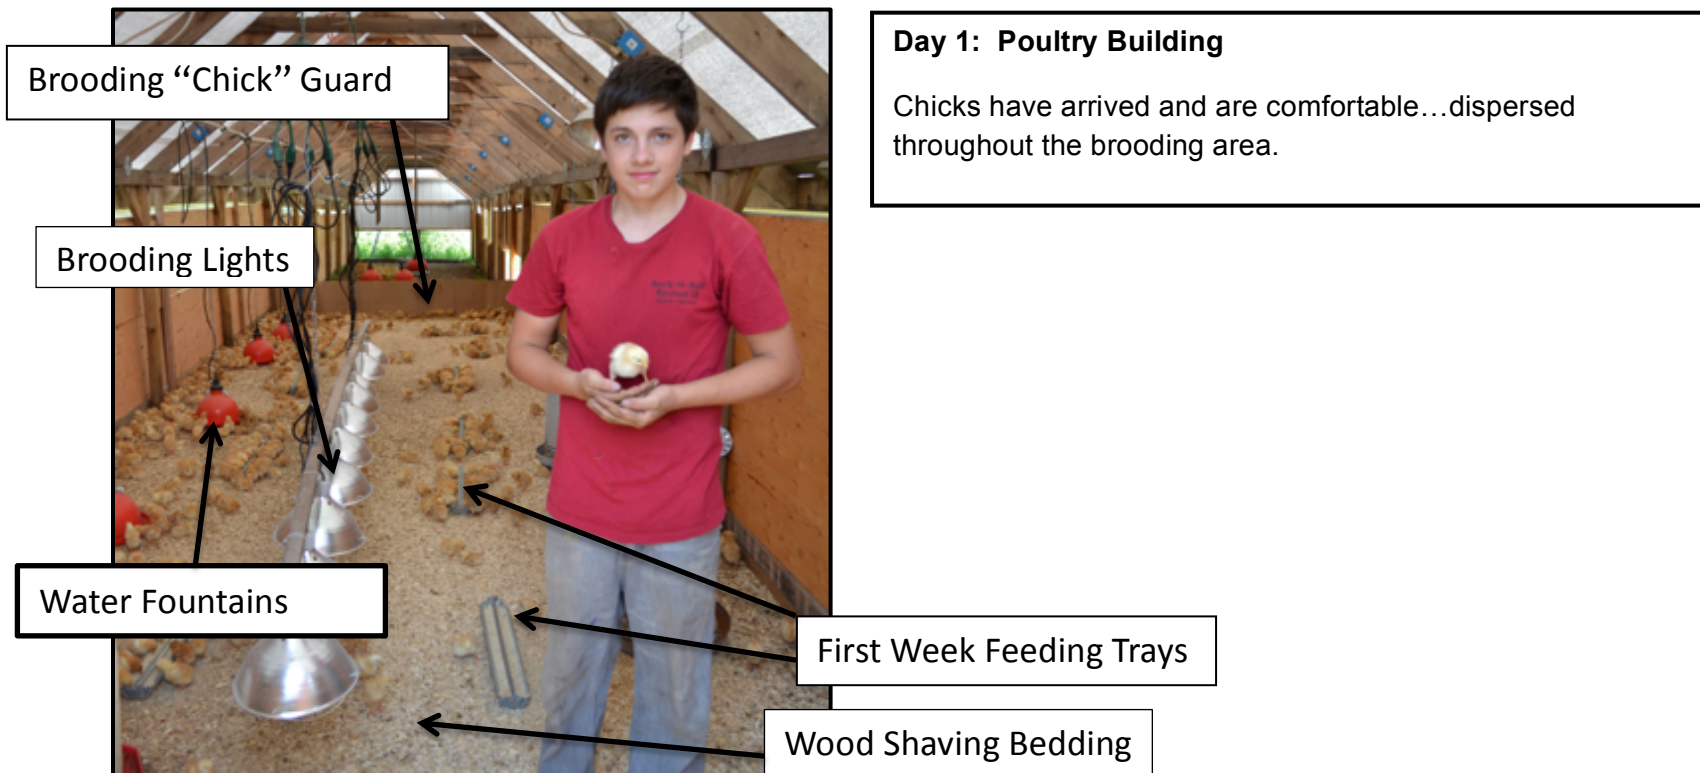 Brooding “Chick” Guard
Day 1:  Poultry Building
Chicks have arrived and are comfortable…dispersed
throughout the brooding area.
Brooding Lights
Water Fountains
First Week Feeding Trays
Wood Shaving Bedding